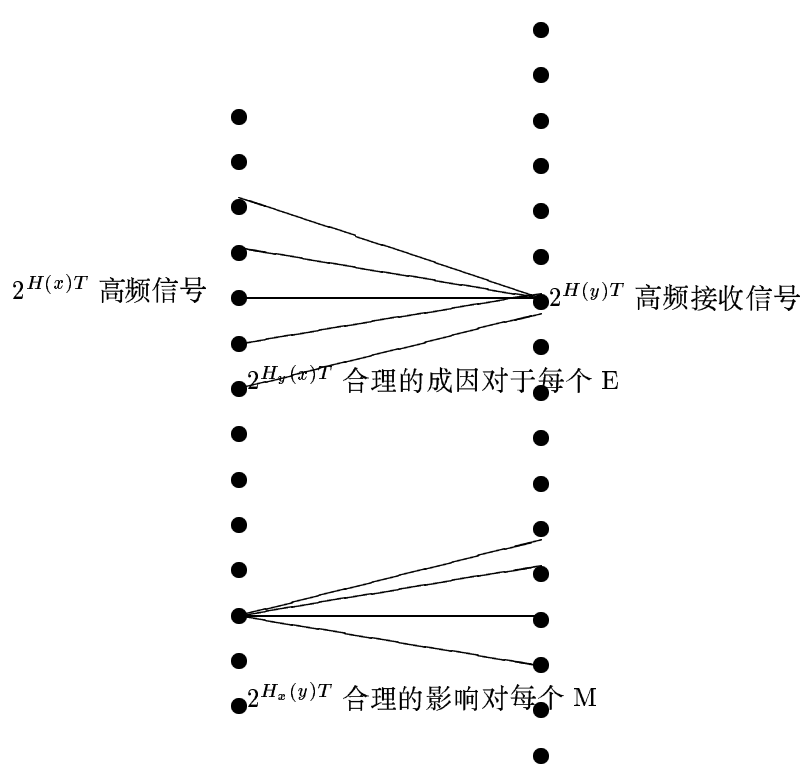 2^{H(x)T} 高频信号
2^{H(y)T} 高频接收信号
2^{H_y(x)T} 合理的成因对于每个 E
2^{H_x(y)T} 合理的影响对每个 M